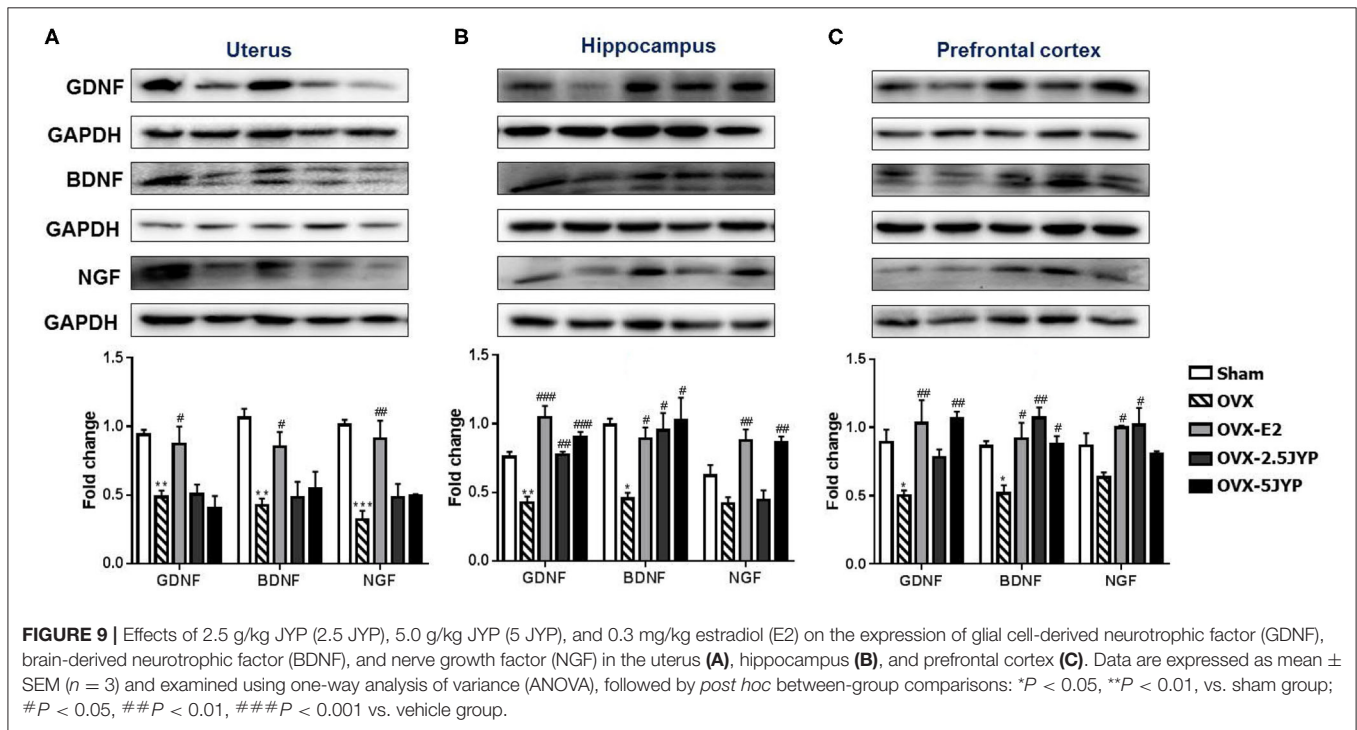 A
Uterus
B
Hippocampus
C
Prefrontal cortex
GDNF
GAPDH
BDNF
GAPDH
NGF
GAPDH
1.5
1.0
0.5
0.0
Fold change
**
#
**
#
***
##
GDNF
BDNF
NGF
1.5
1.0
0.5
0.0
Fold change
**
###
##
###
*
#
#
#
##
##
GDNF
BDNF
NGF
1.5
1.0
0.5
0.0
Fold change
*
##
##
*
#
##
#
#
#
GDNF
BDNF
NGF
Sham
OVX
OVX-E2
OVX-2.5JYP
OVX-5JYP
FIGURE 9 | Effects of 2.5 g/kg JYP (2.5 JYP), 5.0 g/kg JYP (5 JYP), and 0.3 mg/kg estradiol (E2) on the expression of glial cell-derived neurotrophic factor (GDNF),
brain-derived neurotrophic factor (BDNF), and nerve growth factor (NGF) in the uterus (A), hippocampus (B), and prefrontal cortex (C). Data are expressed as mean ±
SEM (n = 3) and examined using one-way analysis of variance (ANOVA), followed by post hoc between-group comparisons: *P < 0.05, **P < 0.01, vs. sham group;
#P < 0.05, ##P < 0.01, ###P < 0.001 vs. vehicle group.